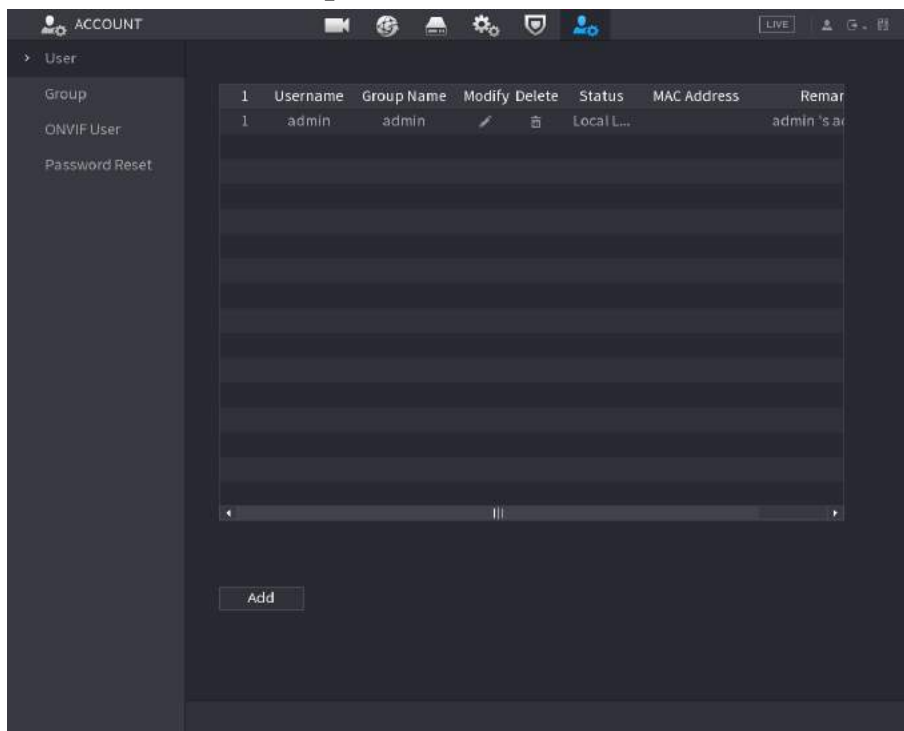 ACCOUNT LIVE
User
Group
ONVIF User
Password Reset
1 Username Group Name Modify Delete Status MAC Address Remar
1 admin admin Local L... admin 's a
Add